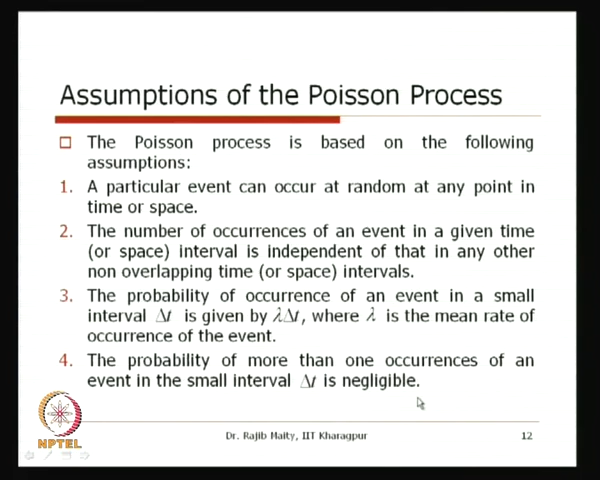 Assumptions of the Poisson Process
The Poisson process is based on the following
assumptions:
1. A particular event can occur at random at any point in
time or space.
2. The number of occurrences of an event in a given time
(or space) interval is independent of that in any other
non overlapping time (or space) intervals.
3. The probability of occurrence of an event in a small
interval Δt is given by λΔt, where λ is the mean rate of
occurrence of the event.
4. The probability of more than one occurrences of an
event in the small interval Δt is negligible.
NPTEL
Dr. Rajib Maity, IIT Kharagpur
12